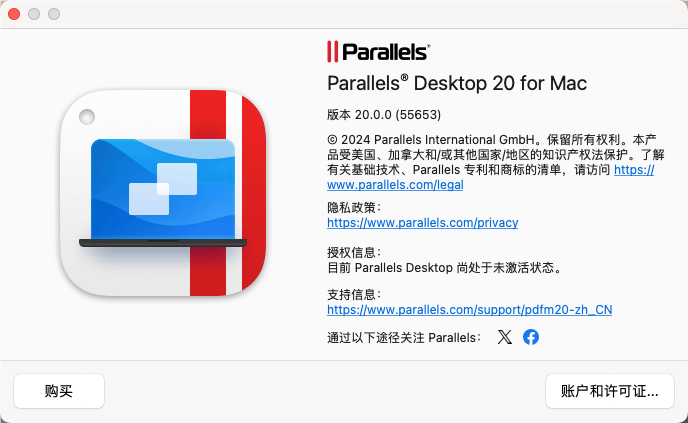 Parallels®
Parallels® Desktop 20 for Mac
版本 20.0.0 (55653)
© 2024 Parallels International GmbH。保留所有权利。本产
品受美国、加拿大和/或其他国家/地区的知识产权法保护。了解
有关基础技术、Parallels 专利和商标的清单，请访问 https://
www.parallels.com/legal
隐私政策：
https://www.parallels.com/privacy
授权信息：
目前 Parallels Desktop 尚处于未激活状态。
支持信息：
https://www.parallels.com/support/pdfm20-zh_CN
通过以下途径关注 Parallels：
购买
账户和许可证...